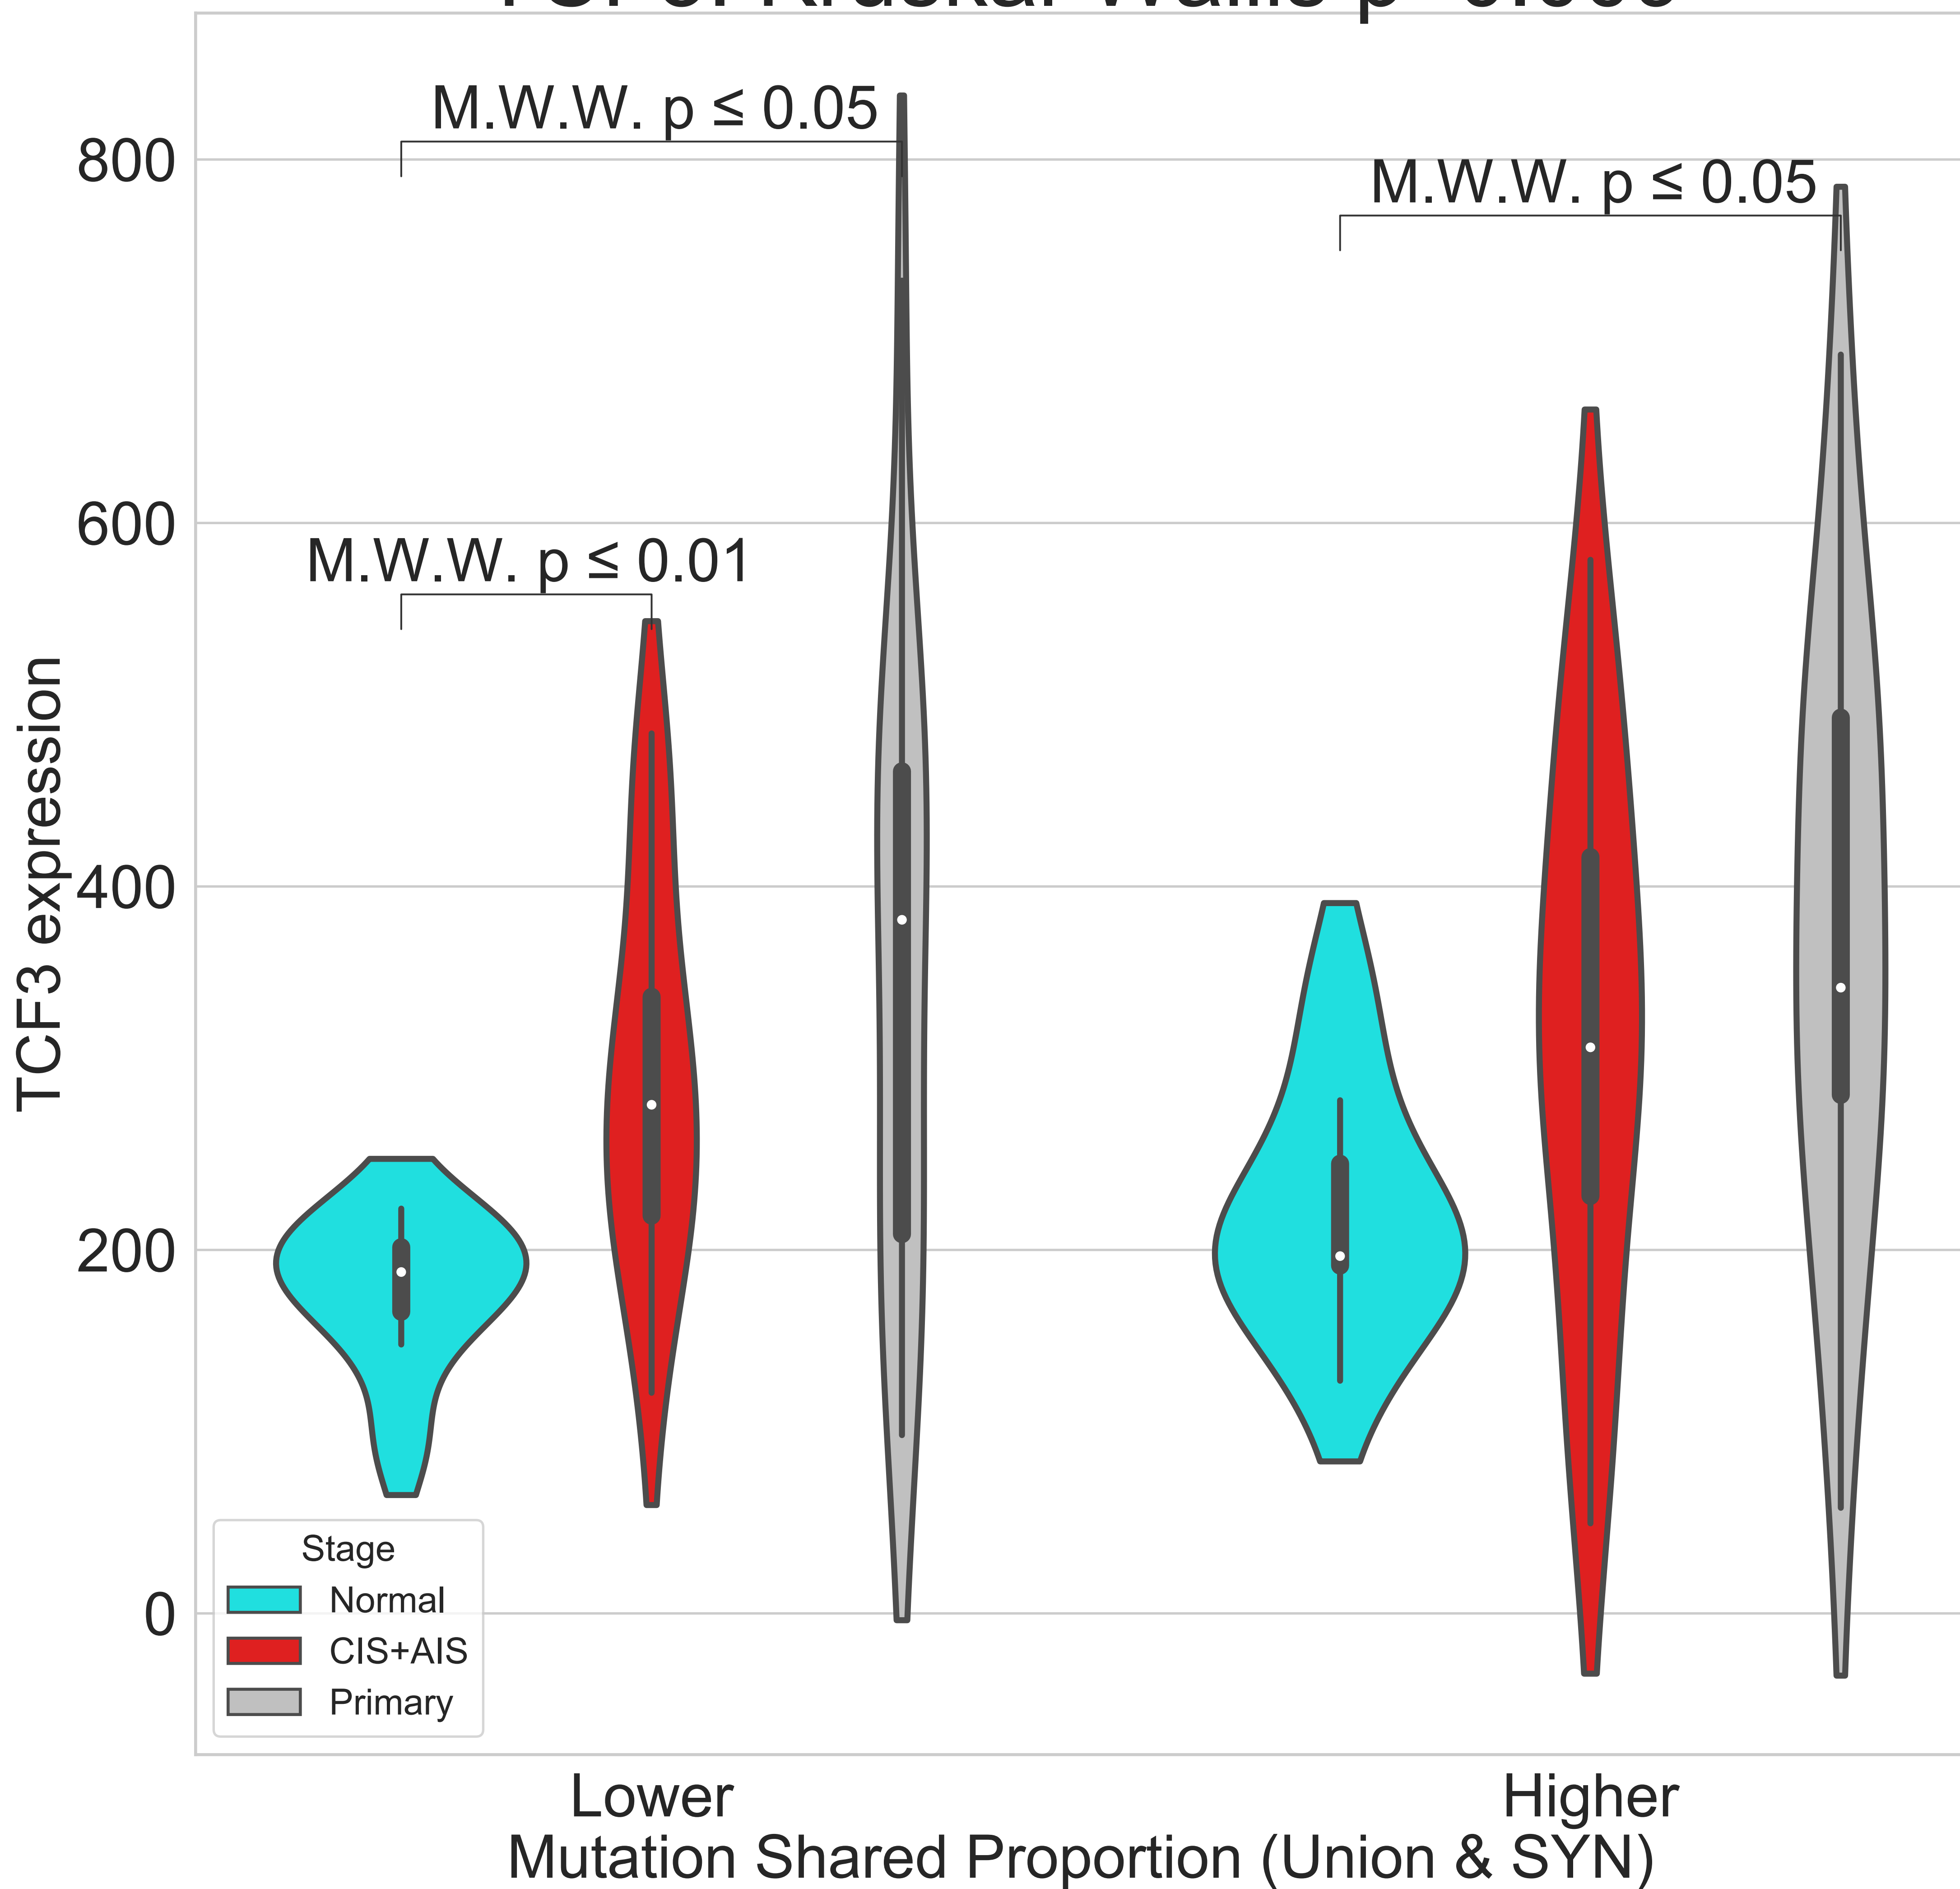 M.W.W. p ≤ 0.05
800
M.W.W. p ≤ 0.05
600
M.W.W. p ≤ 0.01
TCF3 expression
400
200
0
Stage
Normal
CIS+AIS
Primary
Lower
Higher
Mutation Shared Proportion (Union & SYN)